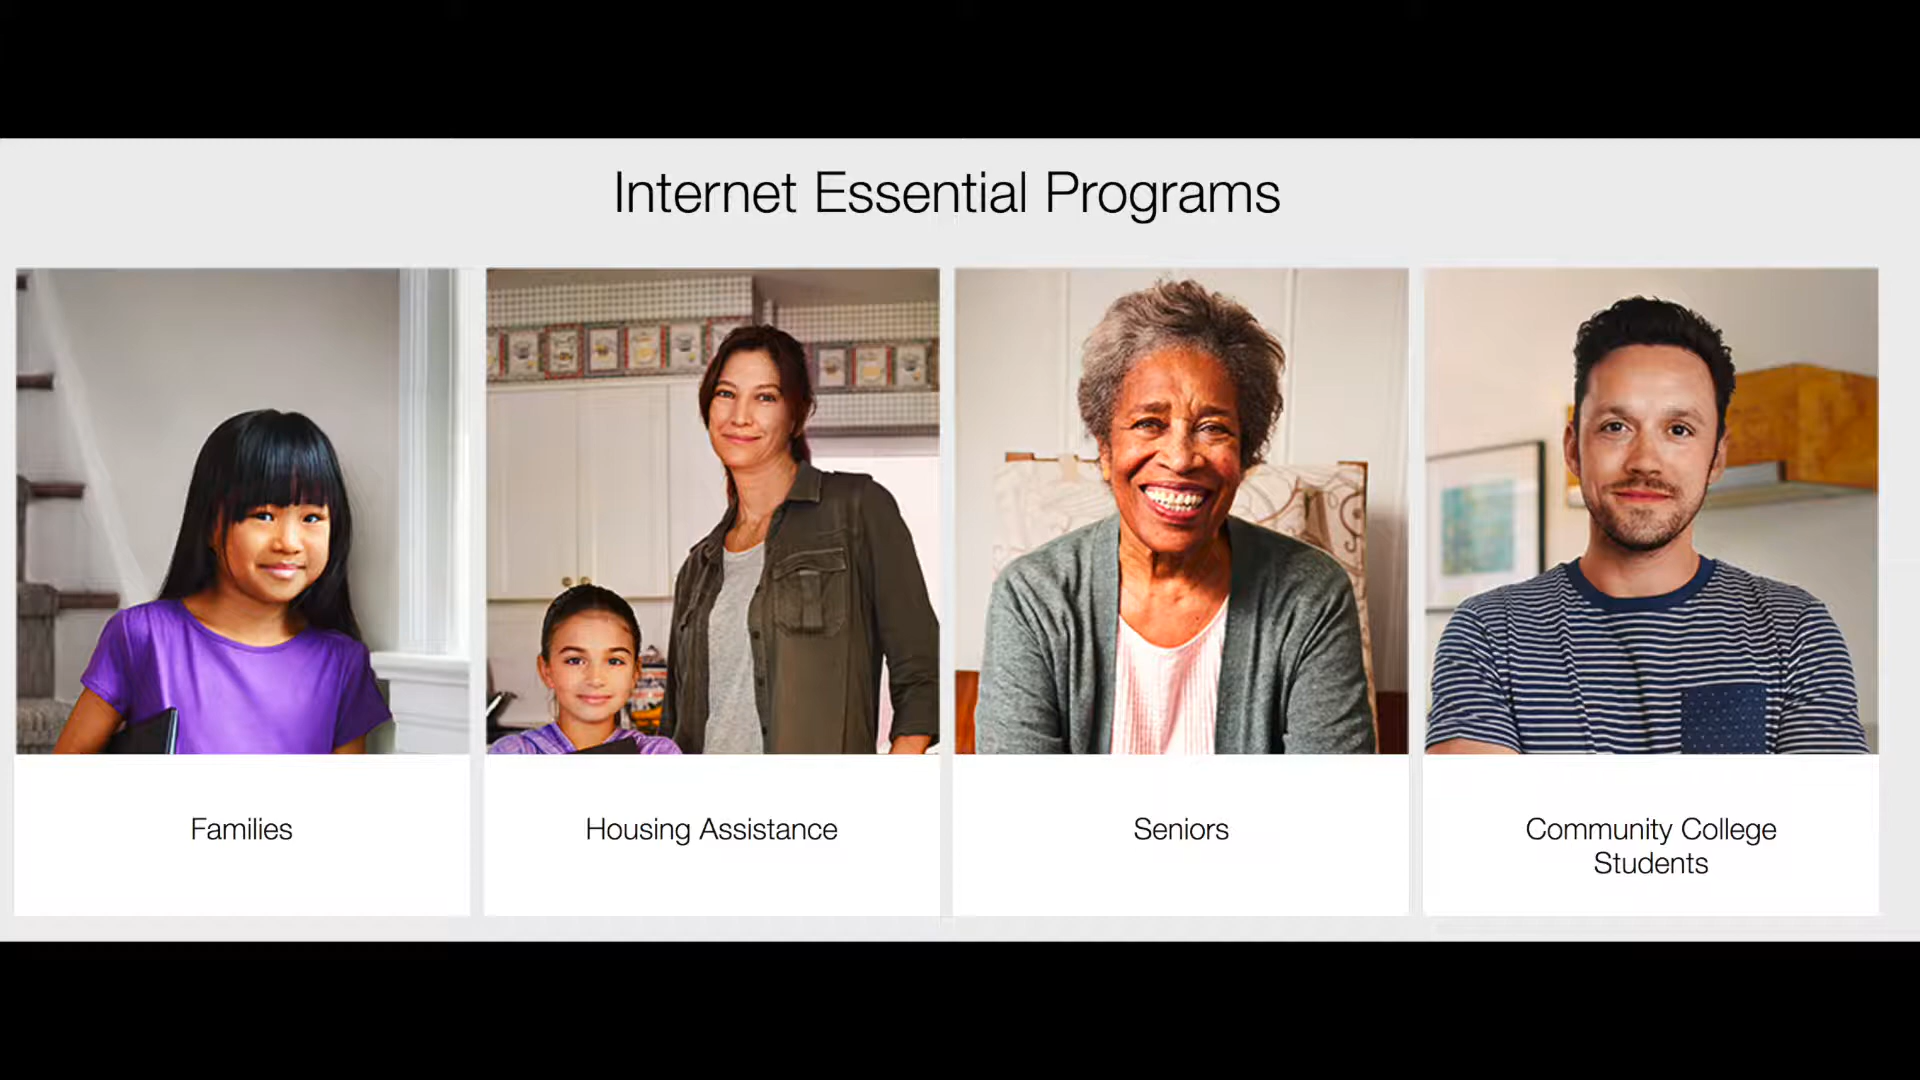 Internet Essential Programs
Families
Housing Assistance
Seniors
Community College
Students